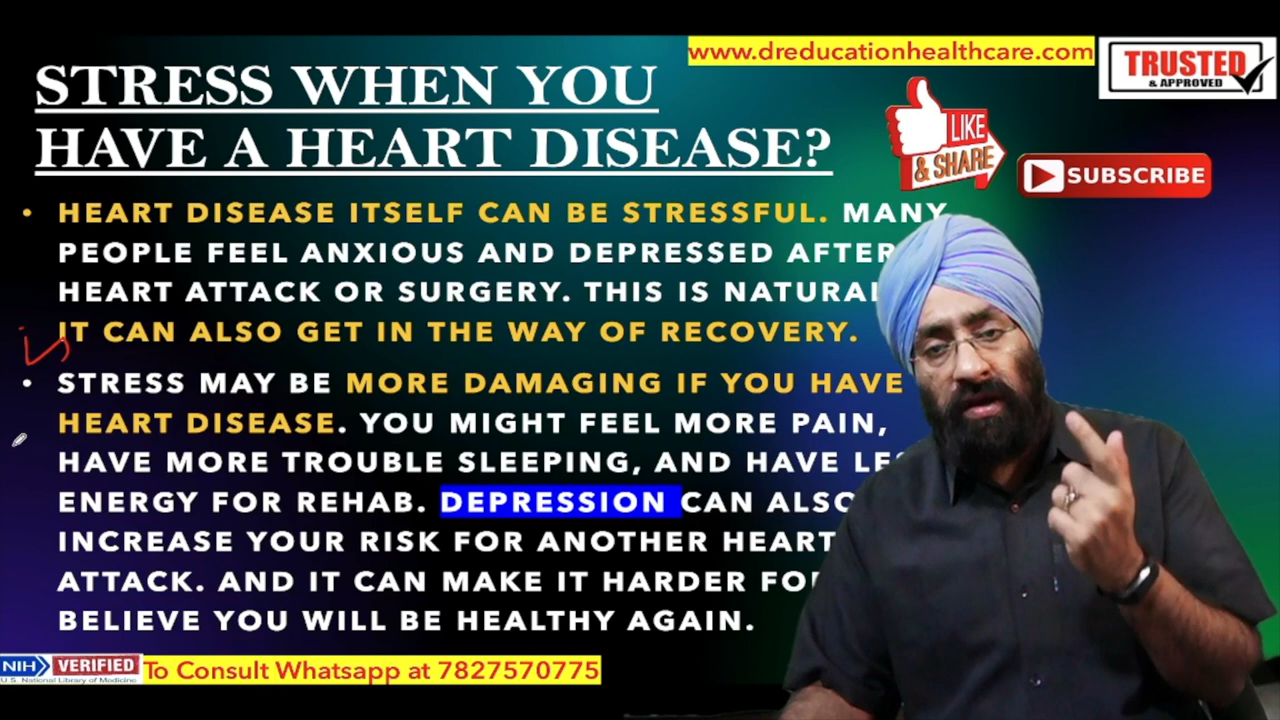 www.dreducationhealthcare.com
TRUSTED
& APPROVED
STRESS WHEN YOU
HAVE A HEART DISEASE?
LIKE
& SHARE
SUBSCRIBE
• HEART DISEASE ITSELF CAN BE STRESSFUL. MANY
PEOPLE FEEL ANXIOUS AND DEPRESSED AFTER
HEART ATTACK OR SURGERY. THIS IS NATURAL
IT CAN ALSO GET IN THE WAY OF RECOVERY.
• STRESS MAY BE MORE DAMAGING IF YOU HAVE
HEART DISEASE. YOU MIGHT FEEL MORE PAIN,
HAVE MORE TROUBLE SLEEPING, AND HAVE
ENERGY FOR REHAB. DEPRESSION CAN ALSO
INCREASE YOUR RISK FOR ANOTHER HEART
ATTACK. AND IT CAN MAKE IT HARDER
BELIEVE YOU WILL BE HEALTHY AGAIN.
NIH VERIFIED
U.S. National Library of Medicine
To Consult Whatsapp at 7827570775